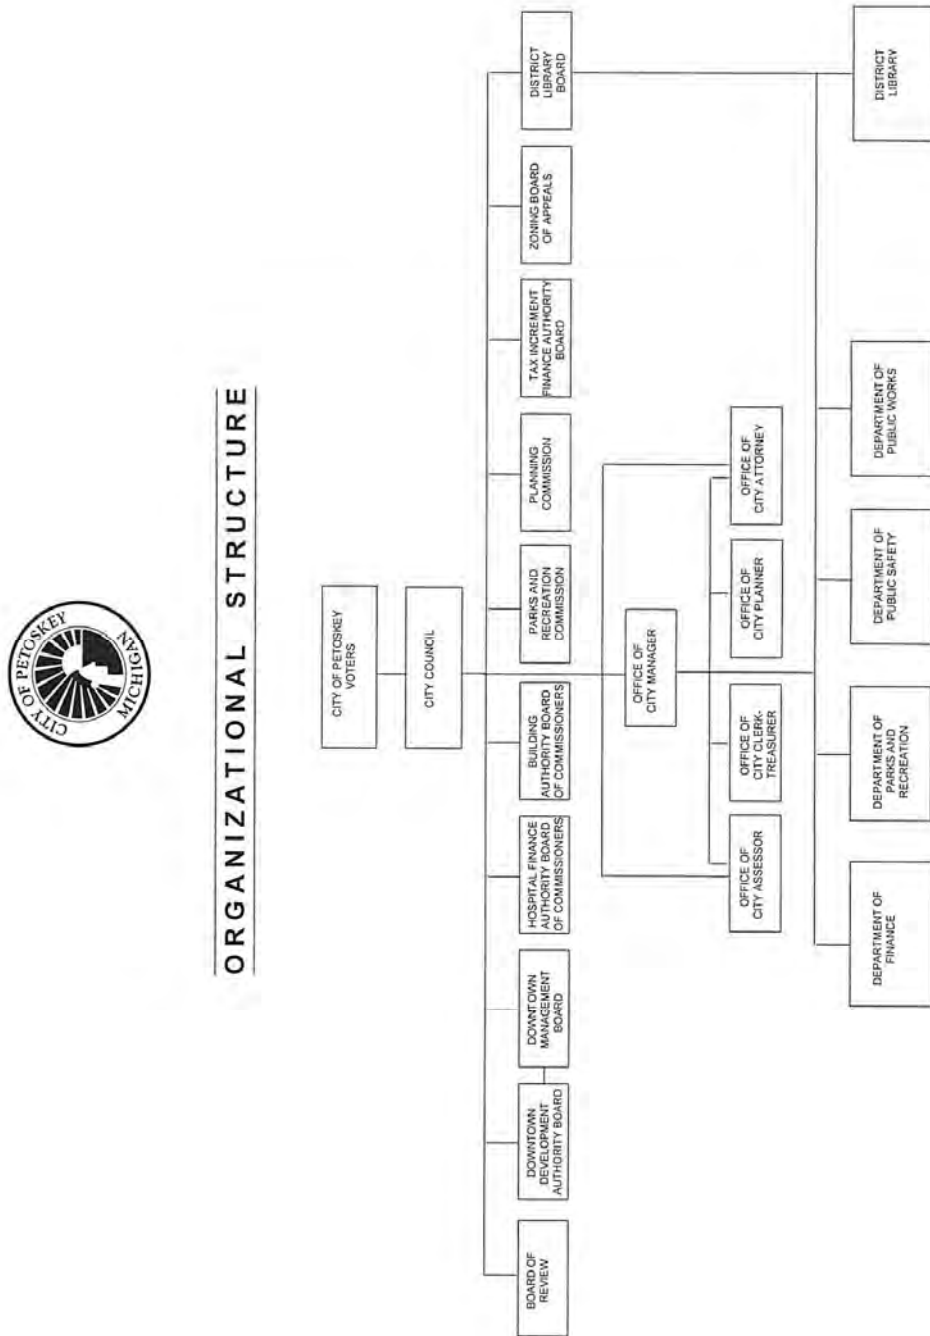 CITY OF PETOSKEY
MICHIGAN
ORGANIZATIONAL STRUCTURE
CITY OF PETOSKEY
VOTERS
CITY COUNCIL
BOARD OF
REVIEW
DOWNTOWN
DEVELOPMENT
AUTHORITY BOARD
DOWNTOWN
MANAGEMENT
BOARD
HOSPITAL FINANCE
AUTHORITY BOARD
OF COMMISSIONERS
BUILDING
AUTHORITY BOARD
OF COMMISSIONERS
PARKS AND
RECREATION
COMMISSION
PLANNING
COMMISSION
TAX INCREMENT
FINANCE AUTHORITY
BOARD
ZONING BOARD
OF APPEALS
DISTRICT
LIBRARY
BOARD
OFFICE OF
CITY MANAGER
OFFICE OF
CITY ASSESSOR
OFFICE OF
CITY CLERK-
TREASURER
OFFICE OF
CITY PLANNER
OFFICE OF
CITY ATTORNEY
DEPARTMENT OF
FINANCE
DEPARTMENT OF
PARKS AND
RECREATION
DEPARTMENT OF
PUBLIC SAFETY
DEPARTMENT OF
PUBLIC WORKS
DISTRICT
LIBRARY